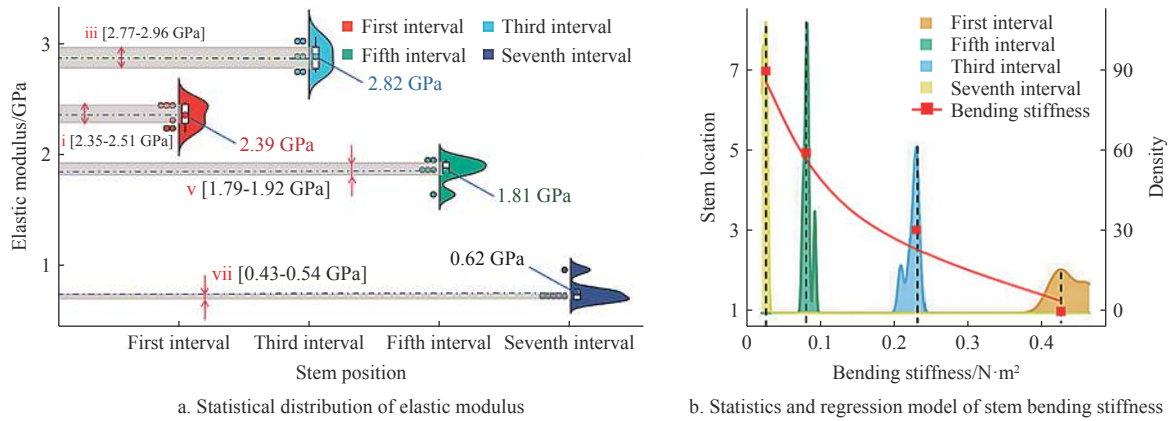 First interval
Third interval
Fifth interval
Seventh interval
iii [2.77-2.96 GPa]
2.82 GPa
i [2.35-2.51 GPa]
2.39 GPa
v [1.79-1.92 GPa]
1.81 GPa
vii [0.43-0.54 GPa]
0.62 GPa
Elastic modulus/GPa
3
2
1
First interval
Third interval
Fifth interval
Seventh interval
Stem position
a. Statistical distribution of elastic modulus
First interval
Fifth interval
Third interval
Seventh interval
Bending stiffness
Stem location
7
5
3
1
Density
90
60
30
0
0
0.1
0.2
0.3
0.4
Bending stiffness/N·m²
b. Statistics and regression model of stem bending stiffness